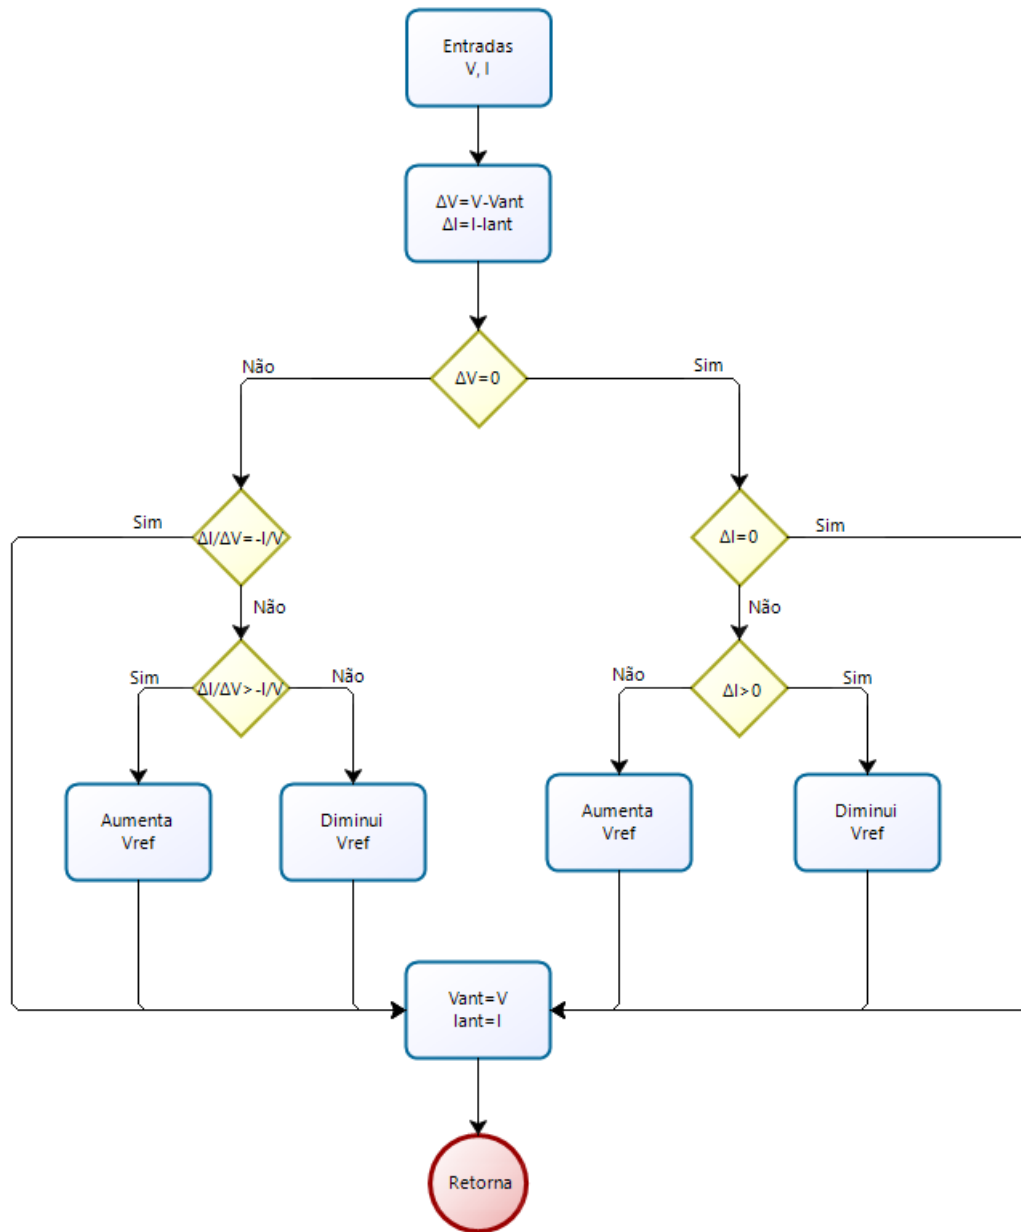 Entradas
V, I
ΔV=V-Vant
ΔI=I-Iant
Não
ΔV=0
Sim
Sim
ΔI/ΔV=-I/V
ΔI=0
Sim
Não
Não
Sim
ΔI/ΔV>-I/V
Não
Não
ΔI>0
Sim
Aumenta
Vref
Diminui
Vref
Aumenta
Vref
Diminui
Vref
Vant=V
Iant=I
Retorna